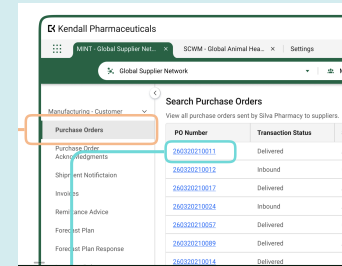 Kendall Pharmaceuticals
MINT - Global Supplier Net... × SCWM - Global Animal Hea... × Settings
Global Supplier Network
Manufacturing - Customer
Purchase Orders
Purchase Order
Acknowledgments
Shipment Notifictaion
Invoices
Remittance Advice
Forecast Plan
Forecast Plan Response
Search Purchase Orders
View all purchase orders sent by Silva Pharmacy to suppliers.
PO Number Transaction Status
260320210011 Delivered
260320210012 Inbound
260320210017 Delivered
260320210024 Inbound
260320210057 Delivered
260320210089 Delivered
260320210014 Delivered